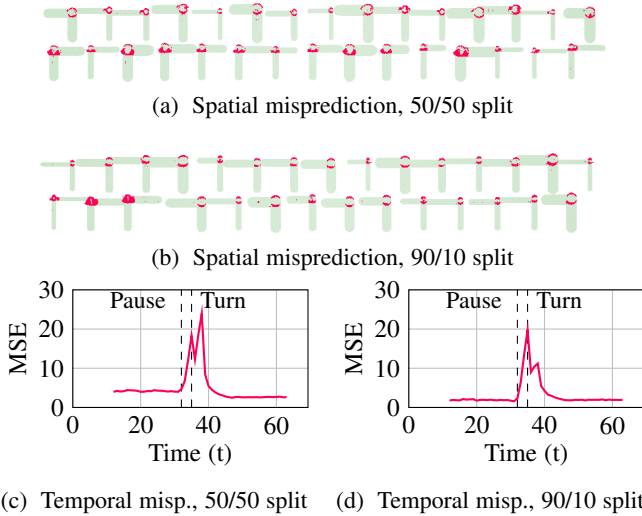 (a) Spatial misprediction, 50/50 split
(b) Spatial misprediction, 90/10 split
30
20
10
0
MSE
Pause Turn
0 20 40 60
Time (t)
30
20
10
0
MSE
Pause Turn
0 20 40 60
Time (t)
(c) Temporal misp., 50/50 split
(d) Temporal misp., 90/10 split